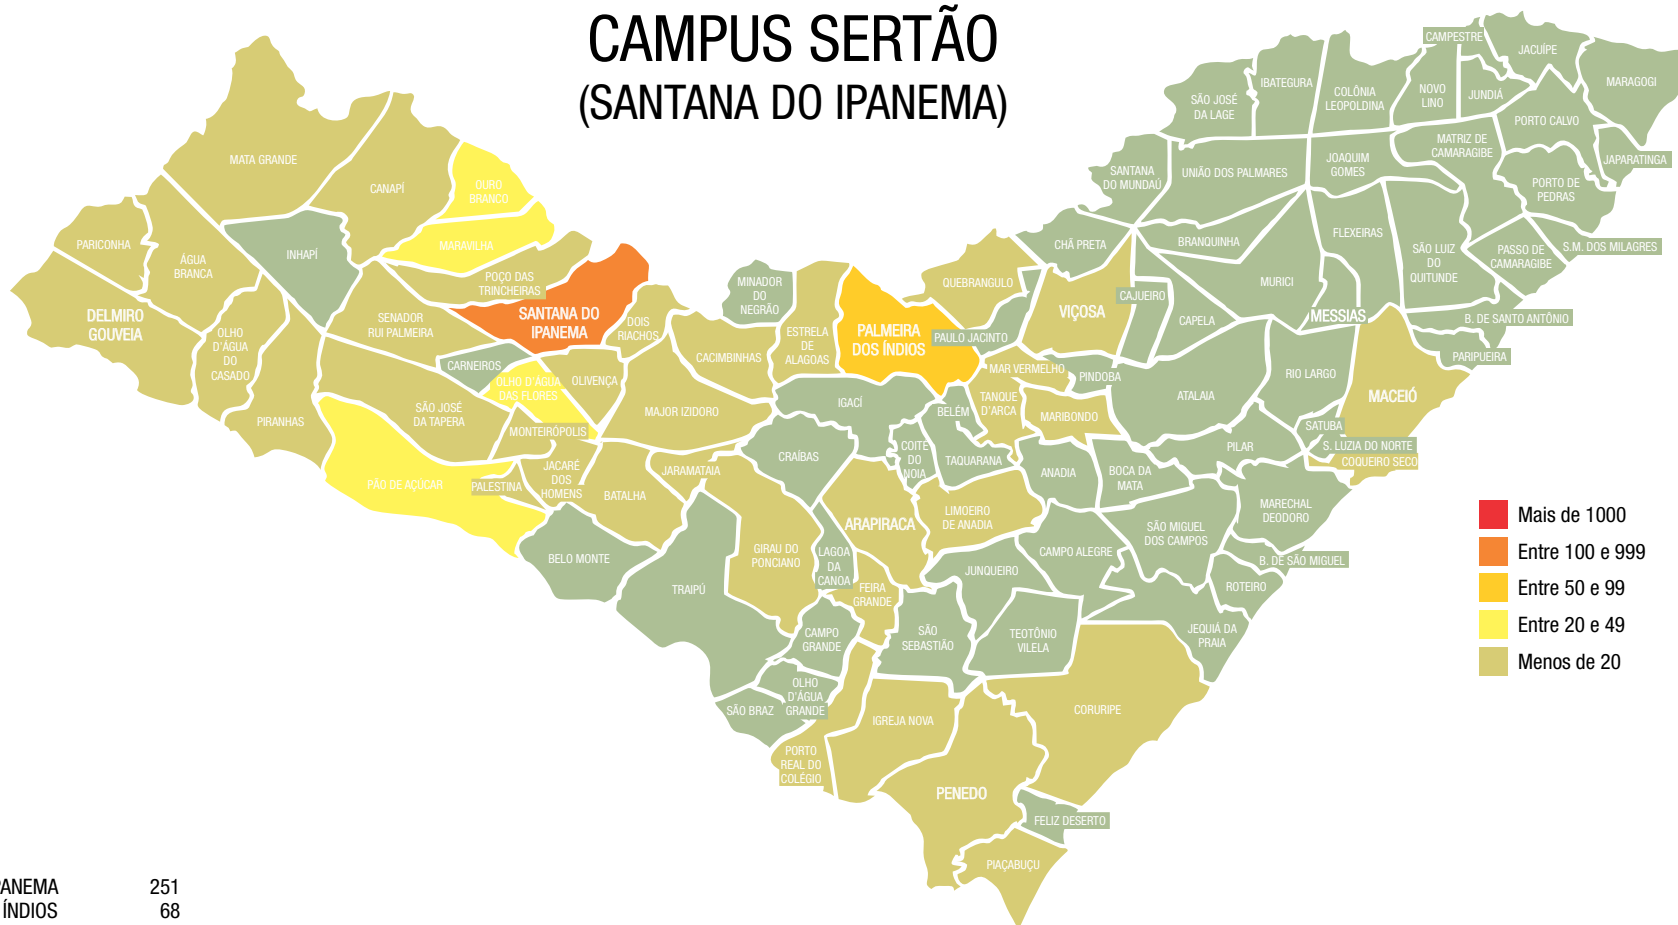 CAMPUS SERTÃO
(SANTANA DO IPANEMA)
CAMPESTRE
JACUÍPE
MARAGOGI
IBATEGURA
COLÔNIA
LEOPOLDINA
NOVO
LINO
JUNDIÁ
SÃO JOSÉ
DA LAGE
PORTO CALVO
MATRIZ DE
CAMARAGIBE
JAPARATINGA
MATA GRANDE
CANAPÍ
OURO
BRANCO
SANTANA
DO MUNDAÚ
UNIÃO DOS PALMARES
JOAQUIM
GOMES
PORTO DE
PEDRAS
PARICONHA
ÁGUA
BRANCA
INHAPÍ
MARAVILHA
CHÃ PRETA
BRANQUINHA
FLEXEIRAS
SÃO LUIZ
DO
QUITUNDE
PASSO DE
CAMARAGIBE
S.M. DOS MILAGRES
POÇO DAS
TRINCHEIRAS
MINADOR
DO
NEGRÃO
QUEBRANGULO
MURICI
CAJUEIRO
DELMIRO
GOUVEIA
SENADOR
RUI PALMEIRA
SANTANA DO
IPANEMA
DOIS
RIACHOS
ESTRELA
DE
ALAGOAS
PALMEIRA
DOS ÍNDIOS
PAULO JACINTO
VIÇOSA
CAPELA
MESSIAS
B. DE SANTO ANTÔNIO
OLHO
D'ÁGUA
DO
CASADO
CACIMBINHAS
PARIPUEIRA
CARNEIROS
OLHO D'ÁGUA
DAS FLORES
OLIVENÇA
MAR VERMELHO
PINDOBA
RIO LARGO
ATALAIA
MACEIÓ
PIRANHAS
SÃO JOSÉ
DA TAPERA
MAJOR IZIDORO
IGACÍ
BELÉM
TANQUE
D'ARCA
MARIBONDO
MONTEIRÓPOLIS
SATUBA
S. LUZIA DO NORTE
COQUEIRO SECO
CRAÍBAS
COITE
DO
NOIA
TAQUARANA
PILAR
PÃO DE AÇÚCAR
PALESTINA
JACARÉ
DOS
HOMENS
BATALHA
JARAMATAIA
ANADIA
BOCA DA
MATA
MARECHAL
DEODORO
ARAPIRACA
LIMOEIRO
DE ANADIA
SÃO MIGUEL
DOS CAMPOS
BELO MONTE
GIRAU DO
PONCIANO
LAGOA
DA
CANOA
CAMPO ALEGRE
B. DE SÃO MIGUEL
JUNQUEIRO
TRAIPÚ
FEIRA
GRANDE
ROTEIRO
CAMPO
GRANDE
SÃO
SEBASTIÃO
TEOTÔNIO
VILELA
JEQUIÁ DA
PRAIA
OLHO
D'ÁGUA
GRANDE
SÃO BRAZ
IGREJA NOVA
CORURIPE
PORTO
REAL DO
COLÉGIO
PENEDO
FELIZ DESERTO
PIAÇABUÇU
Mais de 1000
Entre 100 e 999
Entre 50 e 99
Entre 20 e 49
Menos de 20
PANEMA 251
ÍNDIOS 68